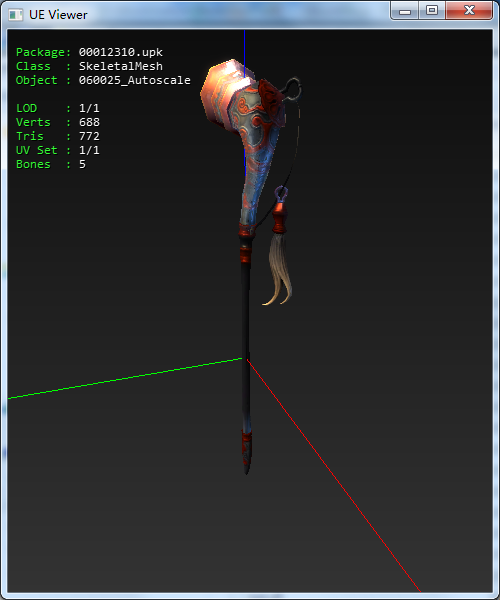 UE Viewer
Package: 00012310.upk
Class : SkeletalMesh
Object : 060025_Autoscale
LOD : 1/1
Verts : 688
Tris : 772
UV Set : 1/1
Bones : 5